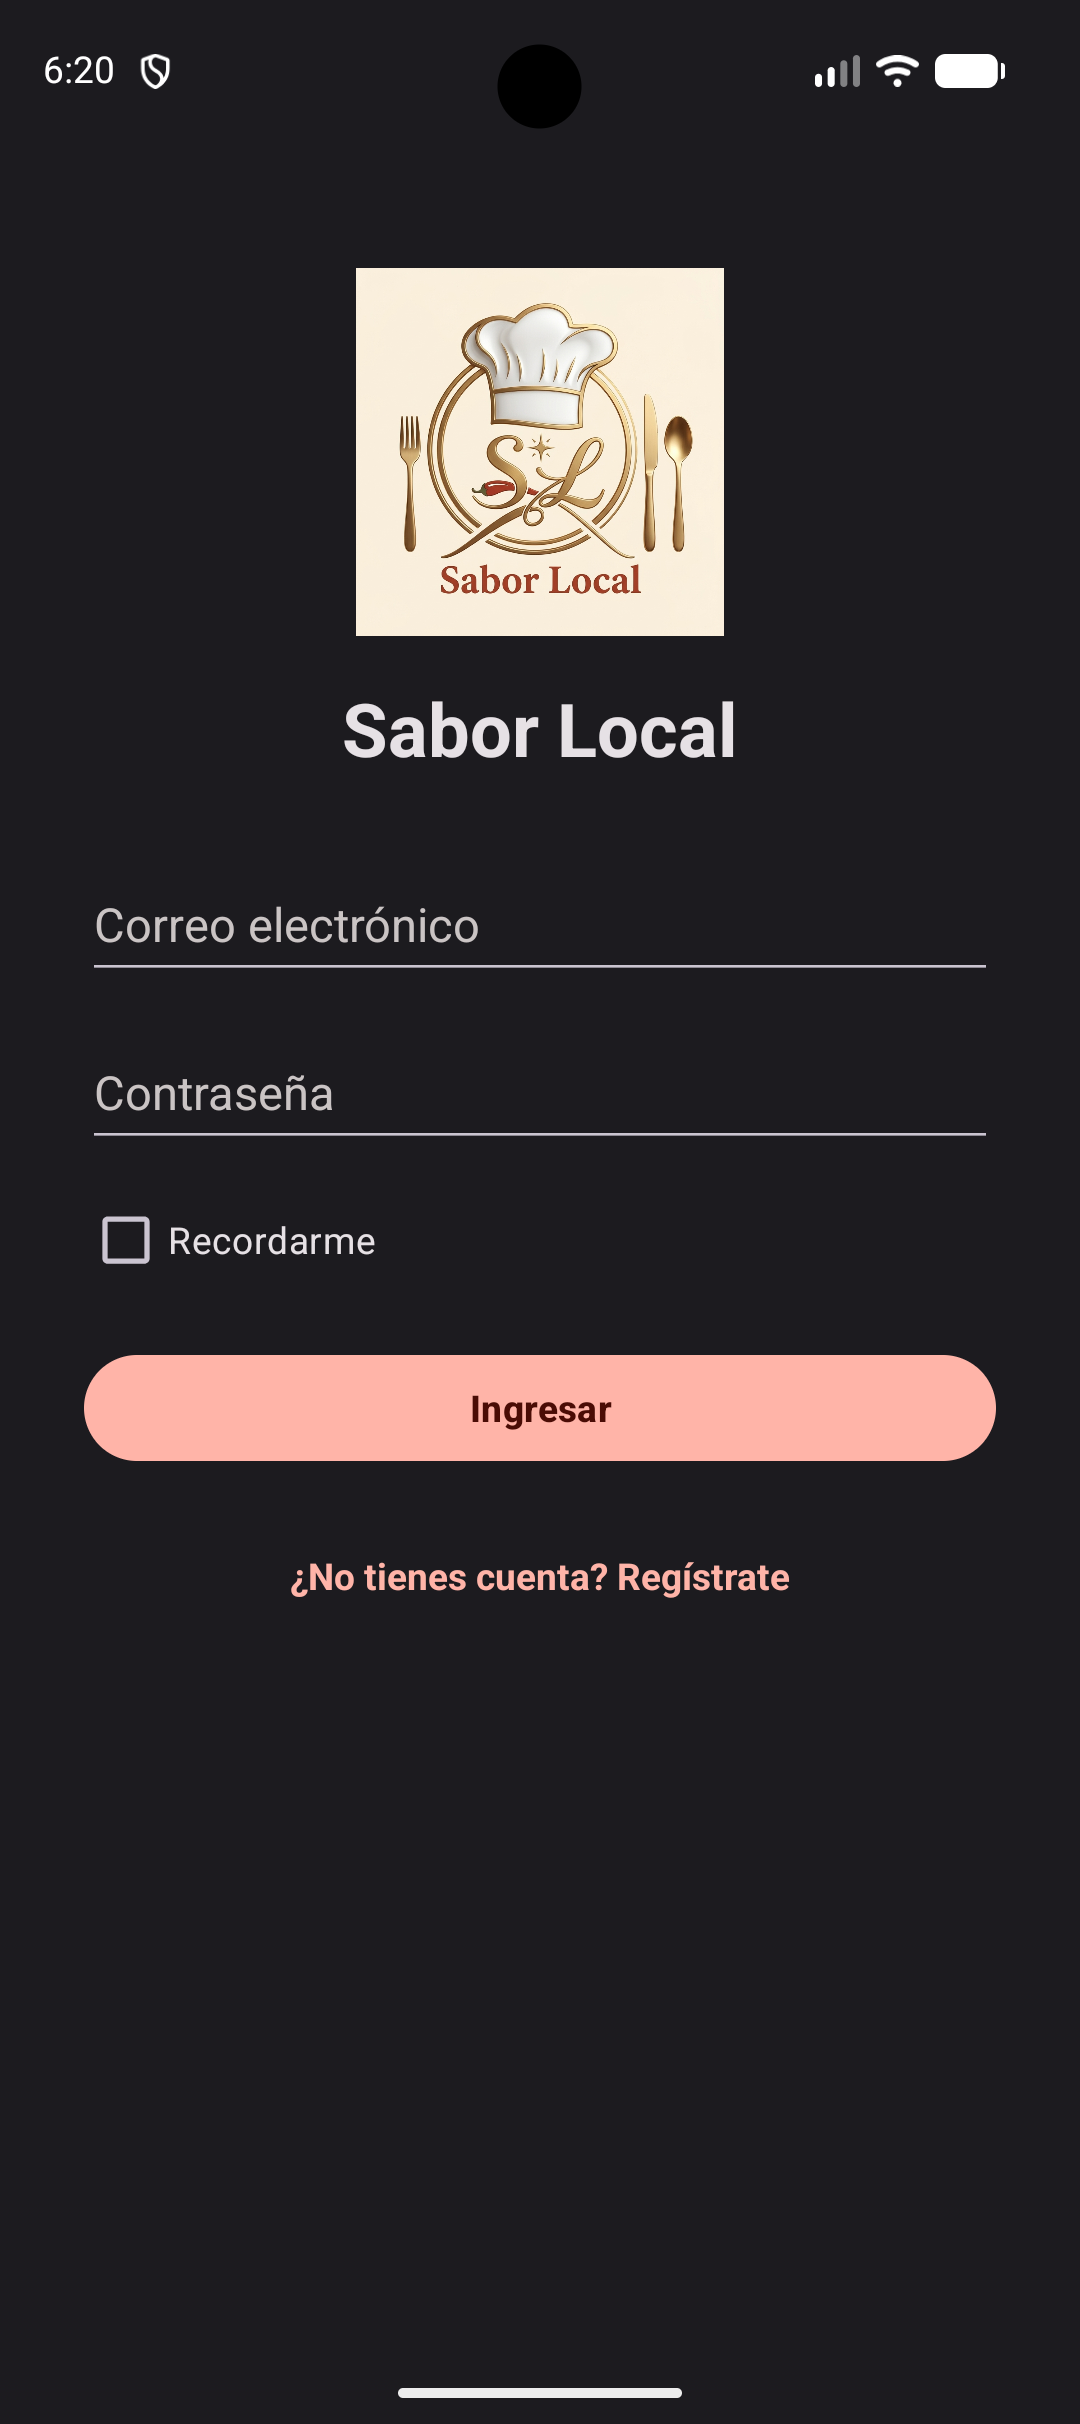 6:20
S L
Sabor Local
Sabor Local
Correo electrónico
Contraseña
Recordarme
Ingresar
¿No tienes cuenta? Regístrate